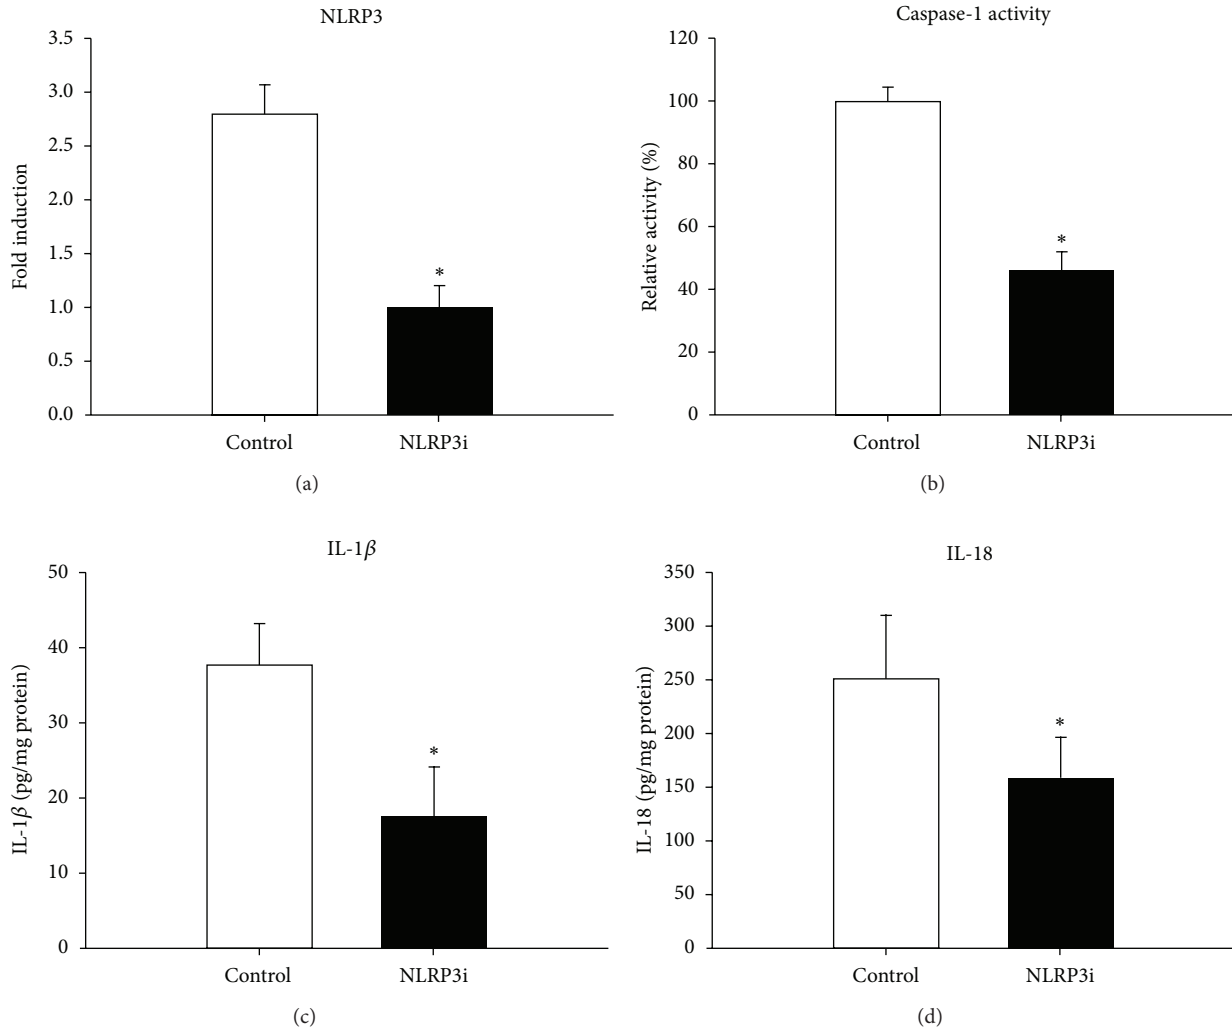 NLRP3
3.5
3.0
2.5
2.0
1.5
1.0
0.5
0.0
Fold induction
*
Control NLRP3i
(a)
Caspase-1 activity
120
100
80
60
40
20
0
Relative activity (%)
*
Control NLRP3i
(b)
IL-1β
50
40
30
20
10
0
IL-1β (pg/mg protein)
*
Control NLRP3i
(c)
IL-18
350
300
250
200
150
100
50
0
IL-18 (pg/mg protein)
*
Control NLRP3i
(d)